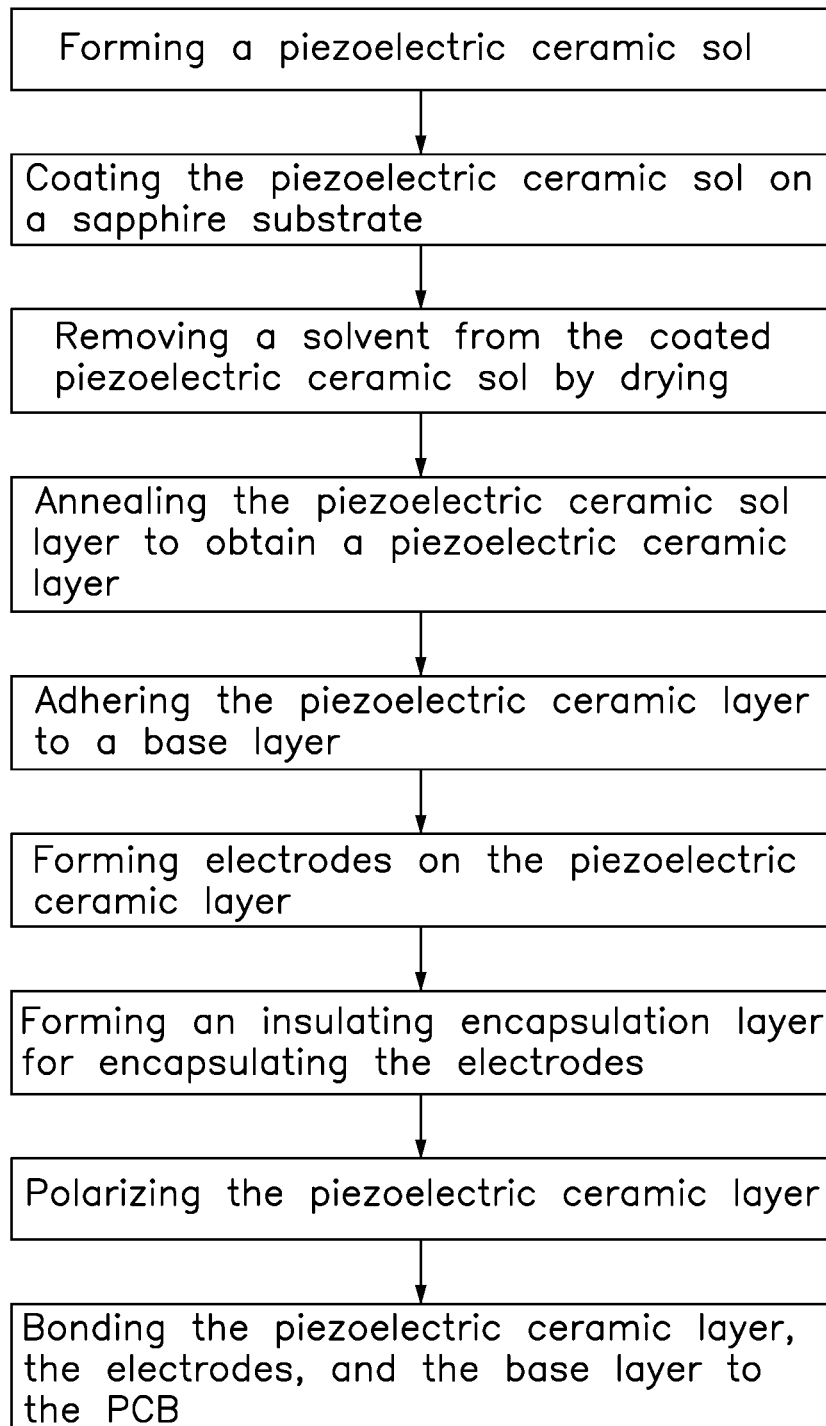 Forming a piezoelectric ceramic sol
Coating the piezoelectric ceramic sol on
a sapphire substrate
Removing a solvent from the coated
piezoelectric ceramic sol by drying
Annealing the piezoelectric ceramic sol
layer to obtain a piezoelectric ceramic
layer
Adhering the piezoelectric ceramic layer
to a base layer
Forming electrodes on the piezoelectric
ceramic layer
Forming an insulating encapsulation layer
for encapsulating the electrodes
Polarizing the piezoelectric ceramic layer
Bonding the piezoelectric ceramic layer,
the electrodes, and the base layer to
the PCB